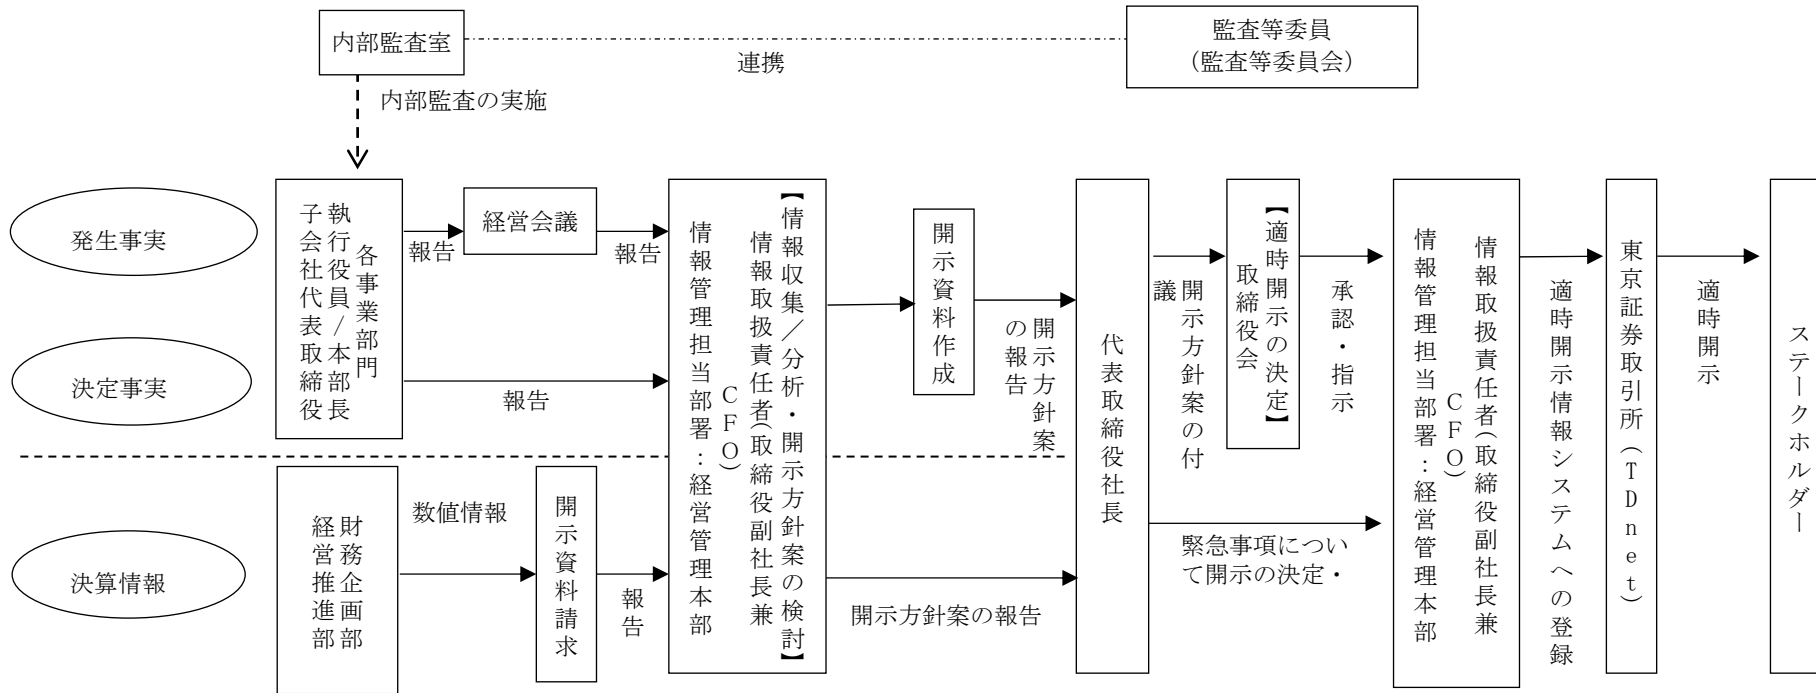 内部監査室
監査等委員
(監査等委員会)
連携
内部監査の実施
発生事実
決定事実
決算情報
各事業部門
執行役員/本部長
子会社代表取締役
報告
経営会議
報告
報告
財務企画部
経営推進部
数値情報
開示資料請求
報告
【情報収集/分析・開示方針案の検討】
情報取扱責任者(取締役副社長兼
CFO)
情報管理担当部署:経営管理本部
開示資料作成
開示方針案
の報告
開示方針案の報告
代表取締役社長
開示方針案の付
議
【適時開示の決定】
取締役会
承認・指示
緊急事項につい
て開示の決定・
情報取扱責任者(取締役副社長兼
CFO)
情報管理担当部署:経営管理本部
適時開示情報システムへの登録
東京証券取引所(TDnet)
適時開示
ステークホルダー